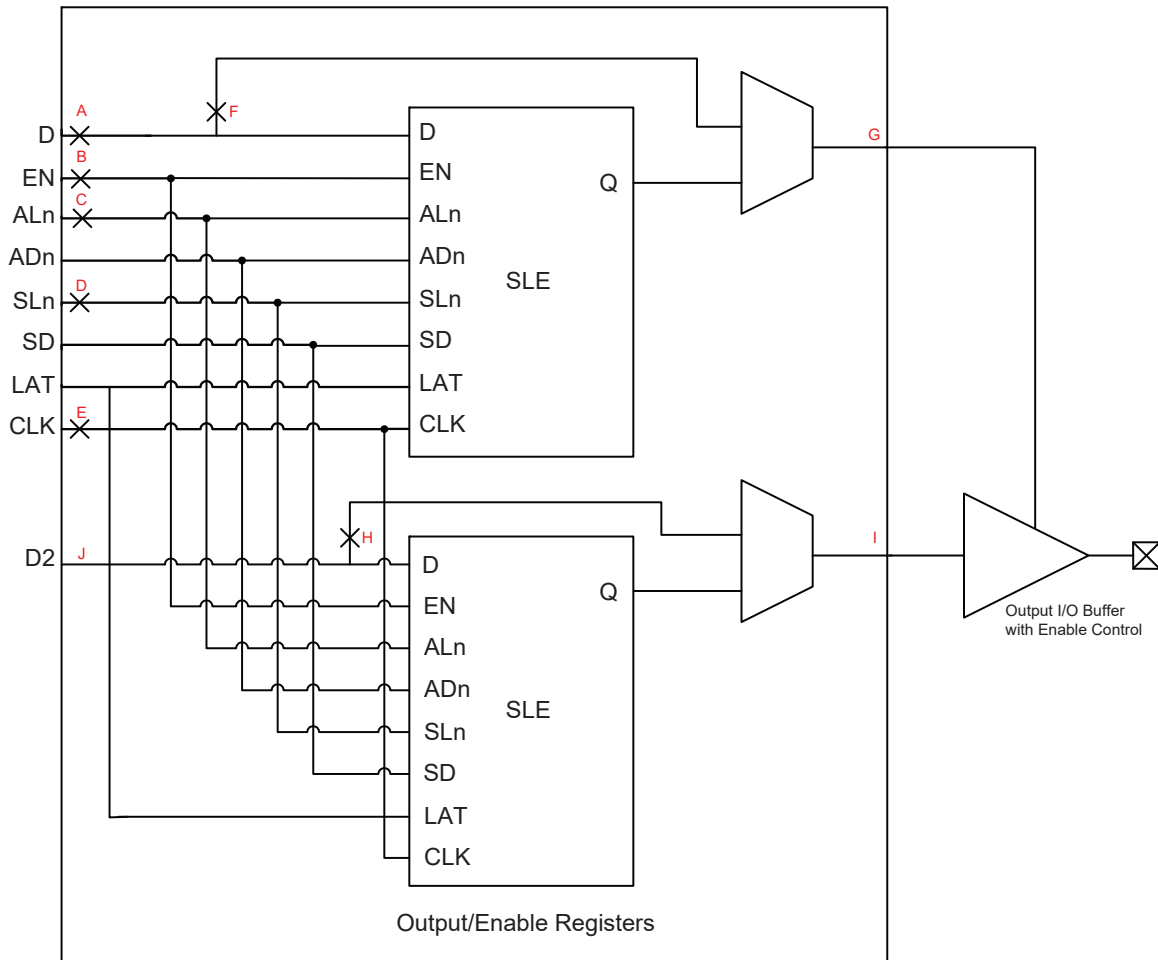 A
F
D
D
G
B
EN
EN
Q
C
ALn
ALn
ADn
ADn
SLE
D
SLn
SLn
SD
SD
LAT
LAT
E
CLK
CLK
H
I
J
D2
D
Q
EN
Output I/O Buffer
with Enable Control
ALn
ADn
SLE
SLn
SD
LAT
CLK
Output/Enable Registers